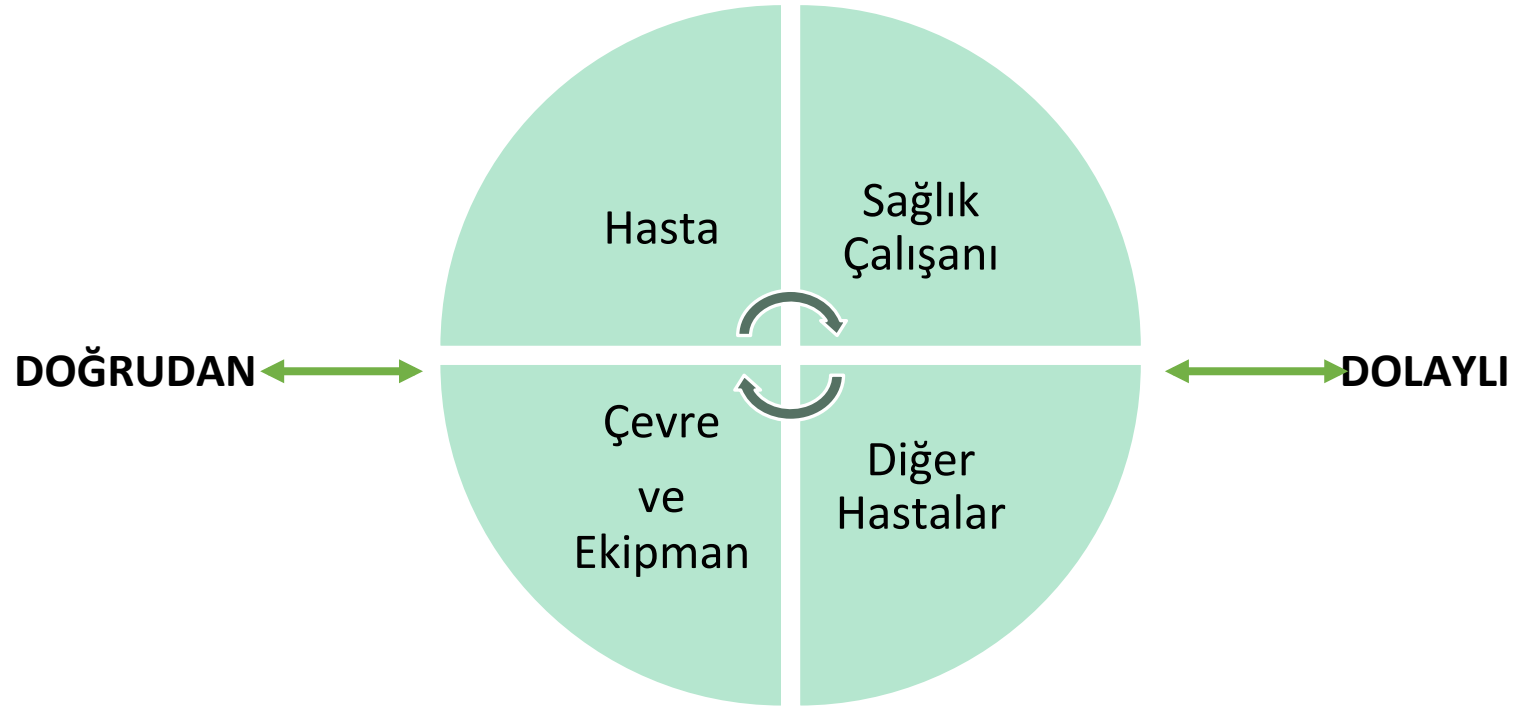 Hasta
Sağlık
Çalışanı
DOĞRUDAN
DOLAYLI
Çevre
ve
Ekipman
Diğer
Hastalar